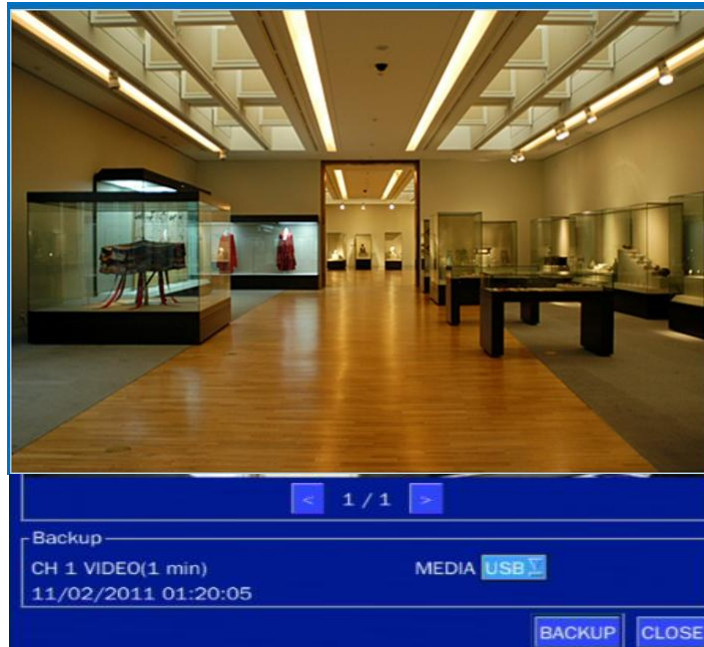 < 1 / 1 >
Backup
CH 1 VIDEO(1 min) MEDIA USB
11/02/2011 01:20:05
BACKUP CLOSE